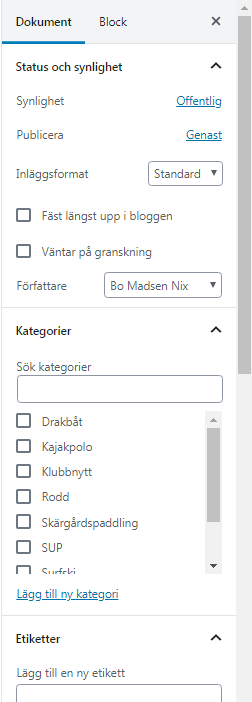 Dokument Block ×
Status och synlighet
Synlighet Offentlig
Publicera Genast
Inläggsformat Standard
Fäst längst upp i bloggen
Väntar på granskning
Författare Bo Madsen Nix
Kategorier
Sök kategorier
Drakbåt
Kajakpolo
Klubbnytt
Rodd
Skärgårdspaddling
SUP
Surfski
Lägg till ny kategori
Etiketter
Lägg till en ny etikett